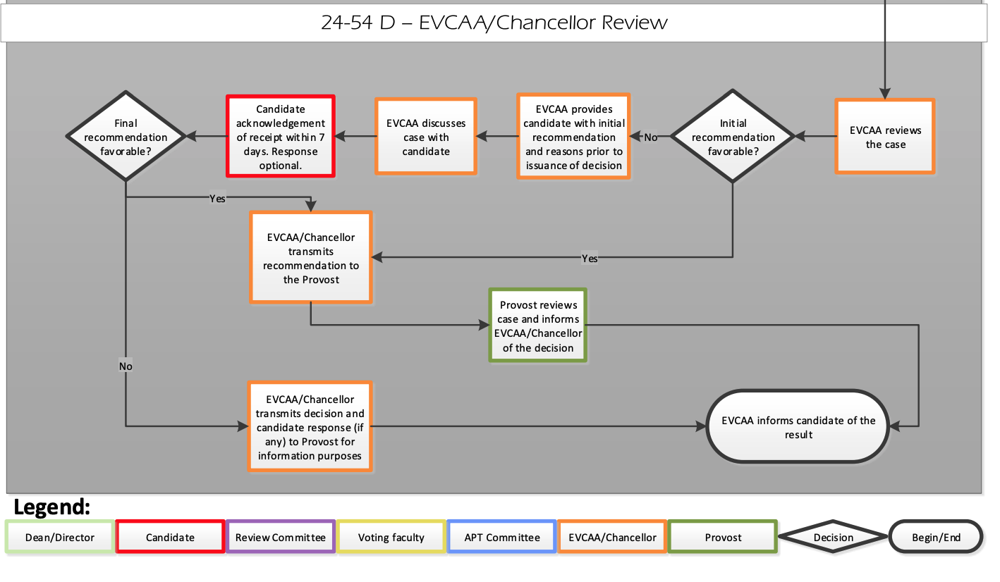 24-54 D – EVCAA/Chancellor Review
Final
recommendation
favorable?
Candidate
acknowledgement
of receipt within 7
days. Response
optional.
EVCAA discusses
case with
candidate
EVCAA provides
candidate with initial
recommendation
and reasons prior to
issuance of decision
No
Initial
recommendation
favorable?
EVCAA reviews
the case
Yes
EVCAA/Chancellor
transmits
recommendation to
the Provost
Yes
Provost reviews
case and informs
EVCAA/Chancellor
of the decision
No
EVCAA/Chancellor
transmits decision and
candidate response (if
any) to Provost for
information purposes
EVCAA informs candidate of the
result
Legend:
Dean/Director
Candidate
Review Committee
Voting faculty
APT Committee
EVCAA/Chancellor
Provost
Decision
Begin/End